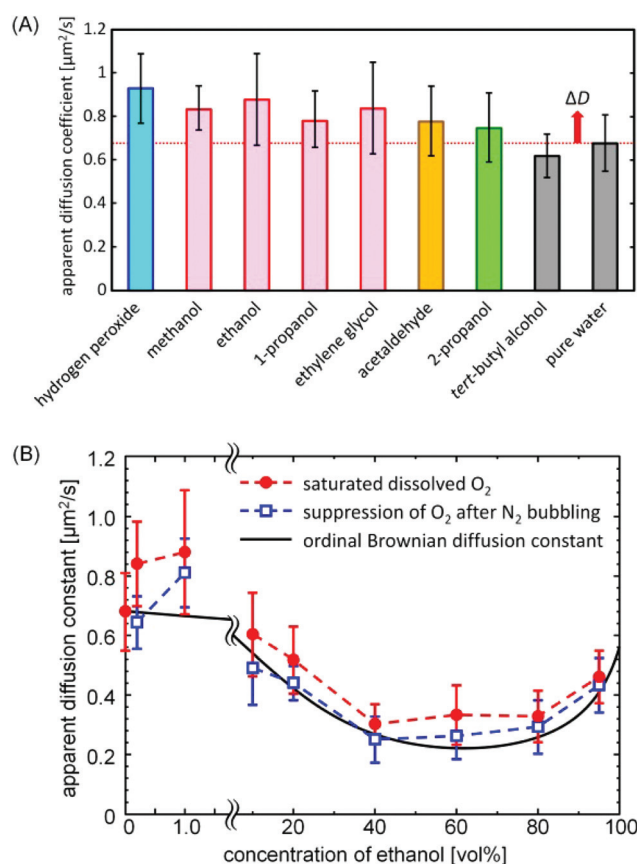 (A)
apparent diffusion coefficient [μm²/s]
1.2
1
0.8
0.6
0.4
0.2
0
ΔD
hydrogen peroxide
methanol
ethanol
1-propanol
ethylene glycol
acetaldehyde
2-propanol
tert-butyl alcohol
pure water
(B)
apparent diffusion constant [μm²/s]
1.2
1.0
0.8
0.6
0.4
0.2
0.0
saturated dissolved O₂
suppression of O₂ after N₂ bubbling
ordinal Brownian diffusion constant
0 1.0 20 40 60 80 100
concentration of ethanol [vol%]